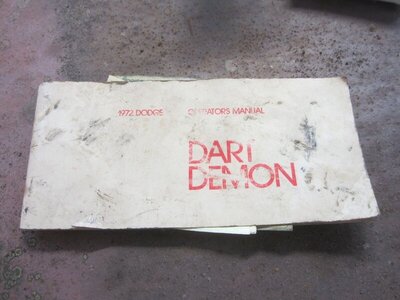 1972 DODGE OPERATORS MANUAL
DART
DEMON